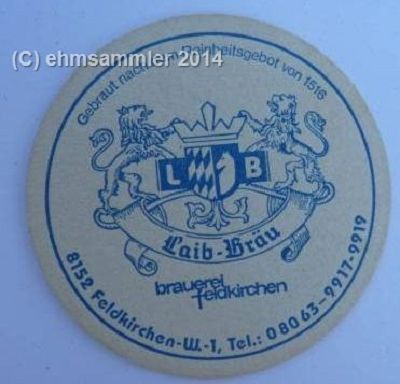 (C) ehmsammler 2014
Gebraut nach dem Reinheitsgebot von 1516
L B
Laib-Bräu
brauerei
feldkirchen
8152 Feldkirchen-W.-1, Tel.: 08063-9917-9919